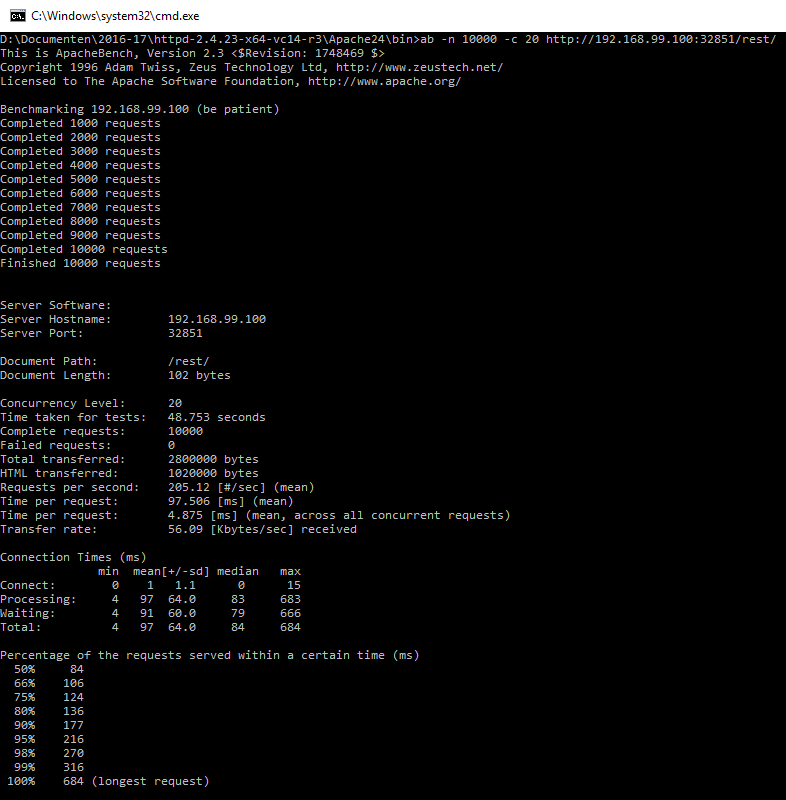 C:\Windows\system32\cmd.exe
D:\Documenten\2016-17\httpd-2.4.23-x64-vc14-r3\Apache24\bin>ab -n 10000 -c 20 http://192.168.99.100:32851/rest/
This is ApacheBench, Version 2.3 <$Revision: 1748469 $>
Copyright 1996 Adam Twiss, Zeus Technology Ltd, http://www.zeustech.net/
Licensed to The Apache Software Foundation, http://www.apache.org/
Benchmarking 192.168.99.100 (be patient)
Completed 1000 requests
Completed 2000 requests
Completed 3000 requests
Completed 4000 requests
Completed 5000 requests
Completed 6000 requests
Completed 7000 requests
Completed 8000 requests
Completed 9000 requests
Completed 10000 requests
Finished 10000 requests
Server Software:
Server Hostname:        192.168.99.100
Server Port:            32851
Document Path:          /rest/
Document Length:        102 bytes
Concurrency Level:      20
Time taken for tests:   48.753 seconds
Complete requests:      10000
Failed requests:        0
Total transferred:      2800000 bytes
HTML transferred:       1020000 bytes
Requests per second:    205.12 [#/sec] (mean)
Time per request:       97.506 [ms] (mean)
Time per request:       4.875 [ms] (mean, across all concurrent requests)
Transfer rate:          56.09 [Kbytes/sec] received
Connection Times (ms)
              min  mean[+/-sd] median   max
Connect:        0    1   1.1      0      15
Processing:     4   97  64.0     83     683
Waiting:        4   91  60.0     79     666
Total:          4   97  64.0     84     684
Percentage of the requests served within a certain time (ms)
  50%     84
  66%    106
  75%    124
  80%    136
  90%    177
  95%    216
  98%    270
  99%    316
 100%    684 (longest request)